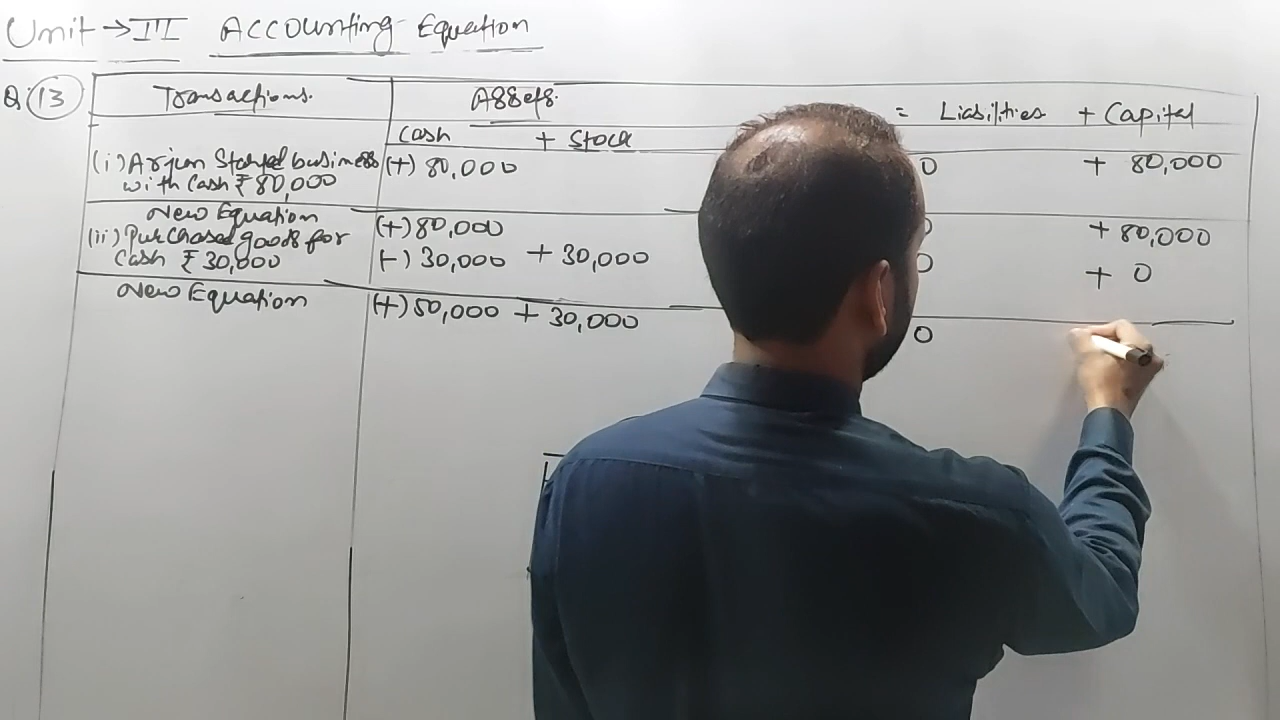 Unit → III Accounting Equation
Q. 13 Transactions. Assets. = Liabilities + Capital
Cash + Stock
(i) Arjun Started business (+) 80,000 0 + 80,000
with Cash ₹ 80,000
New Equation (+) 80,000 0 + 80,000
(ii) Purchased goods for
Cash ₹ 30,000 (-) 30,000 + 30,000 0 + 0
New Equation (+) 50,000 + 30,000 0